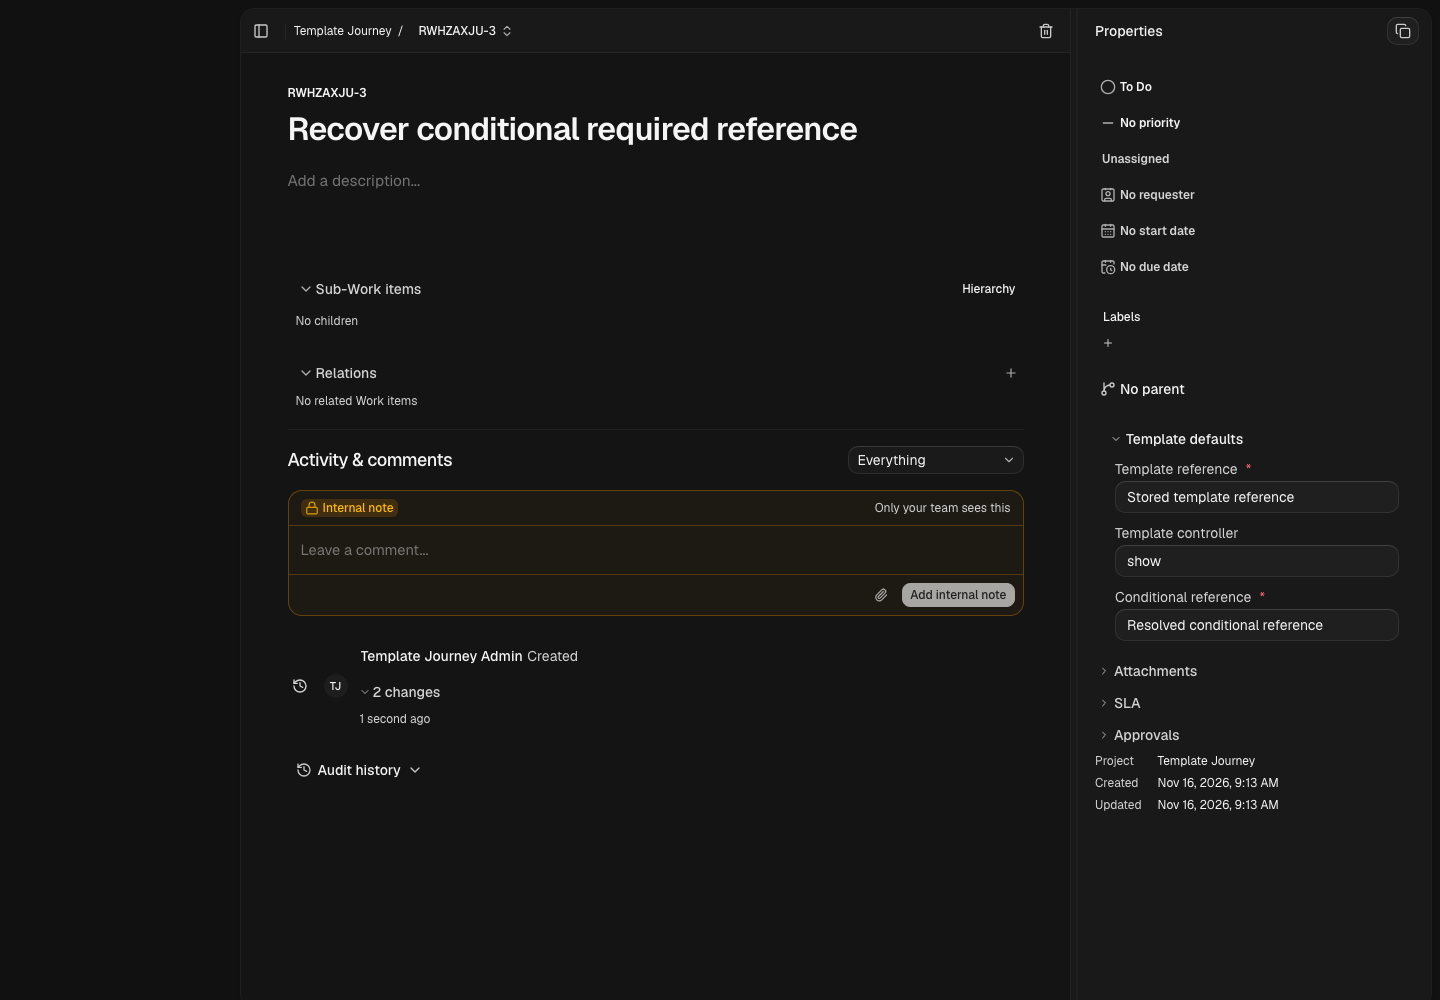 Template Journey / RWHZAXJU-3
RWHZAXJU-3
Recover conditional required reference
Add a description...
Sub-Work items
Hierarchy
No children
Relations
No related Work items
Activity & comments
Everything
Internal note
Only your team sees this
Leave a comment...
Add internal note
Template Journey Admin Created
TJ
2 changes
1 second ago
Audit history
Properties
To Do
No priority
Unassigned
No requester
No start date
No due date
Labels
No parent
Template defaults
Template reference *
Stored template reference
Template controller
show
Conditional reference *
Resolved conditional reference
Attachments
SLA
Approvals
Project Template Journey
Created Nov 16, 2026, 9:13 AM
Updated Nov 16, 2026, 9:13 AM